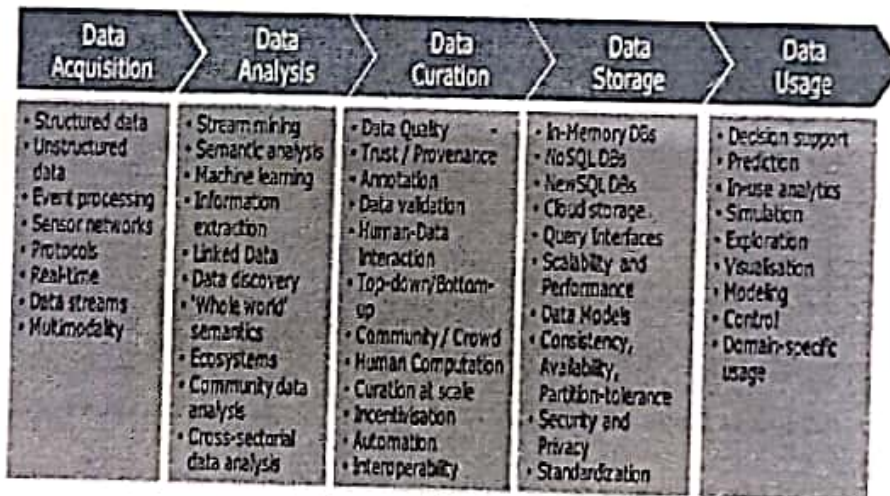 Data
Acquisition
Data
Analysis
Data
Curation
Data
Storage
Data
Usage
• Structured data
• Unstructured
data
• Event processing
• Sensor networks
• Protocols
• Real-time
• Data streams
• Multimodality
• Stream mining
• Semantic analysis
• Machine learning
• Information
extraction
• Linked Data
• Data discovery
• 'Whole world'
semantics
• Ecosystems
• Community data
analysis
• Cross-sectorial
data analysis
• Data Quality
• Trust / Provenance
• Annotation
• Data validation
• Human-Data
Interaction
• Top-down/Bottom-
up
• Community / Crowd
• Human Computation
• Curation at scale
• Incentivisation
• Automation
• Interoperability
• In-Memory DBs
• NoSQL DBs
• NewSQL DBs
• Cloud storage
• Query Interfaces
• Scalability and
Performance
• Data Models
• Consistency,
Availability,
Partition-tolerance
• Security and
Privacy
• Standardization
• Decision support
• Prediction
• In-use analytics
• Simulation
• Exploration
• Visualisation
• Modeling
• Control
• Domain-specific
usage